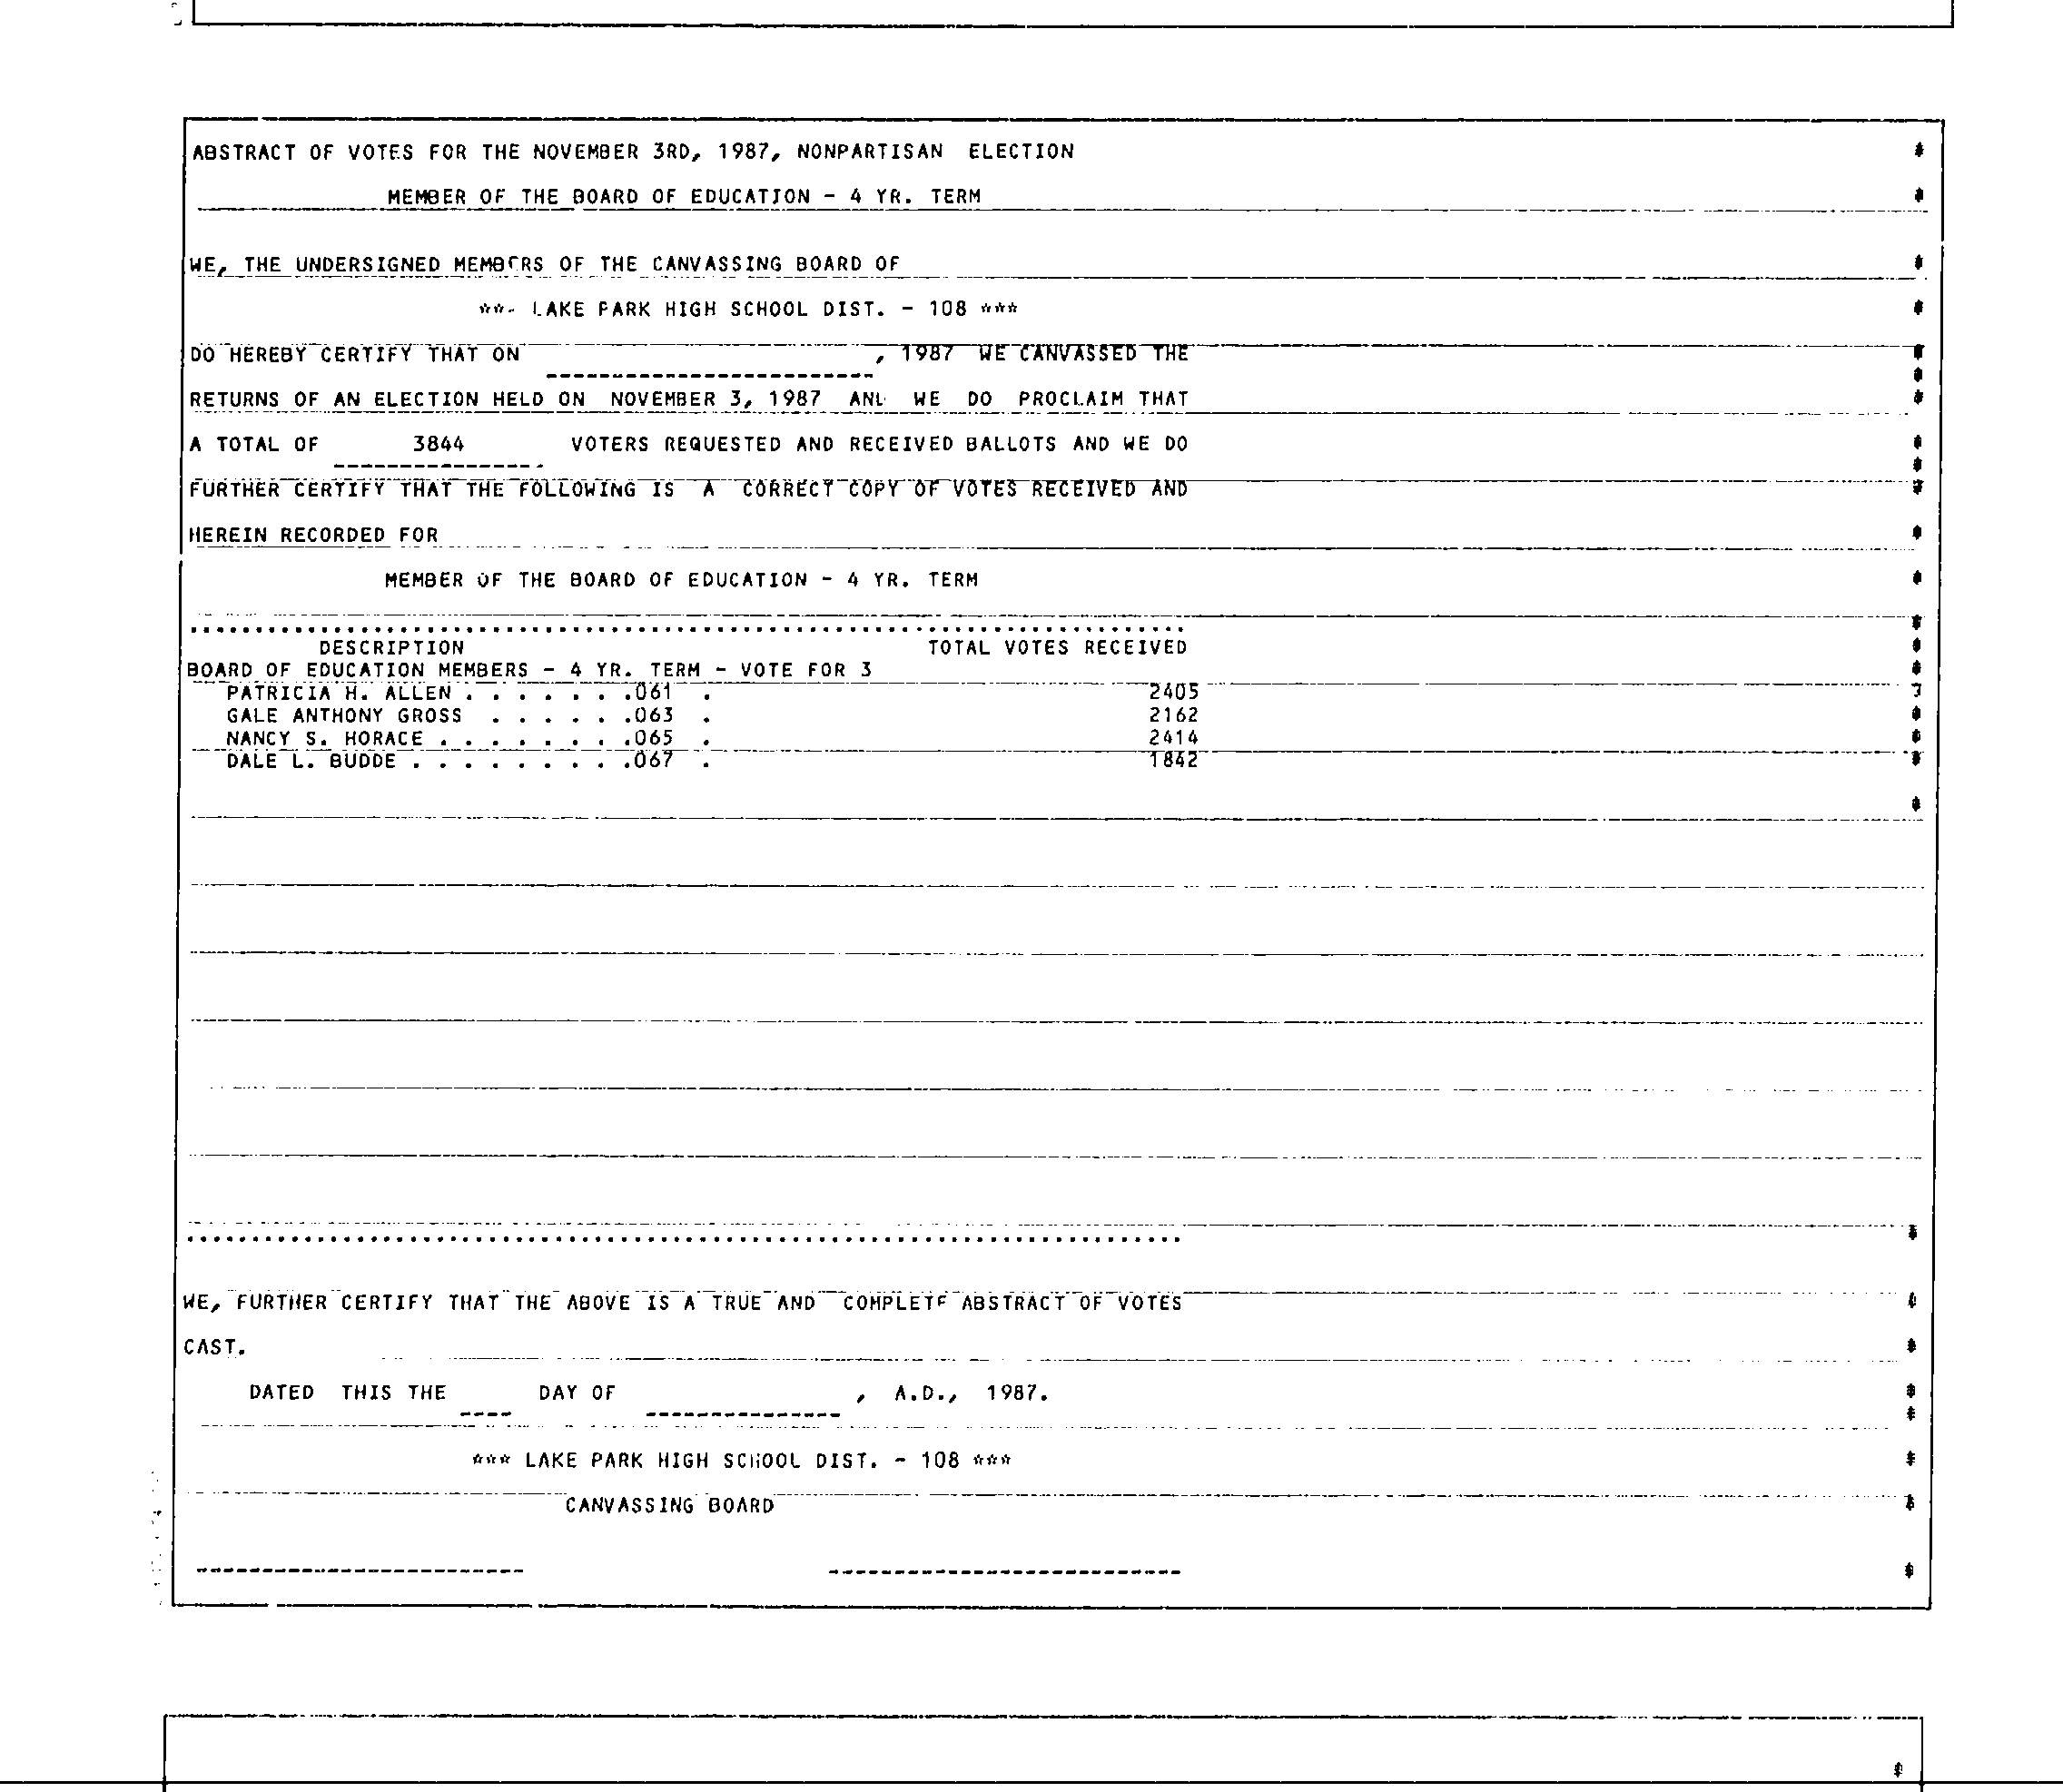 ABSTRACT OF VOTES FOR THE NOVEMBER 3RD, 1987, NONPARTISAN ELECTION
MEMBER OF THE BOARD OF EDUCATION - 4 YR. TERM
WE, THE UNDERSIGNED MEMBERS OF THE CANVASSING BOARD OF
*** LAKE PARK HIGH SCHOOL DIST. - 108 ***
DO HEREBY CERTIFY THAT ON , 1987 WE CANVASSED THE
RETURNS OF AN ELECTION HELD ON NOVEMBER 3, 1987 AND WE DO PROCLAIM THAT
A TOTAL OF 3844 VOTERS REQUESTED AND RECEIVED BALLOTS AND WE DO
FURTHER CERTIFY THAT THE FOLLOWING IS A CORRECT COPY OF VOTES RECEIVED AND
HEREIN RECORDED FOR
MEMBER OF THE BOARD OF EDUCATION - 4 YR. TERM
DESCRIPTION TOTAL VOTES RECEIVED
BOARD OF EDUCATION MEMBERS - 4 YR. TERM - VOTE FOR 3
PATRICIA H. ALLEN . . . . . . .061 . 2405
GALE ANTHONY GROSS . . . . . .063 . 2162
NANCY S. HORACE . . . . . . . .065 . 2414
DALE L. BUDDE . . . . . . . . .067 . 1842
WE, FURTHER CERTIFY THAT THE ABOVE IS A TRUE AND COMPLETE ABSTRACT OF VOTES
CAST.
DATED THIS THE ---- DAY OF --------------- , A.D., 1987.
*** LAKE PARK HIGH SCHOOL DIST. - 108 ***
CANVASSING BOARD